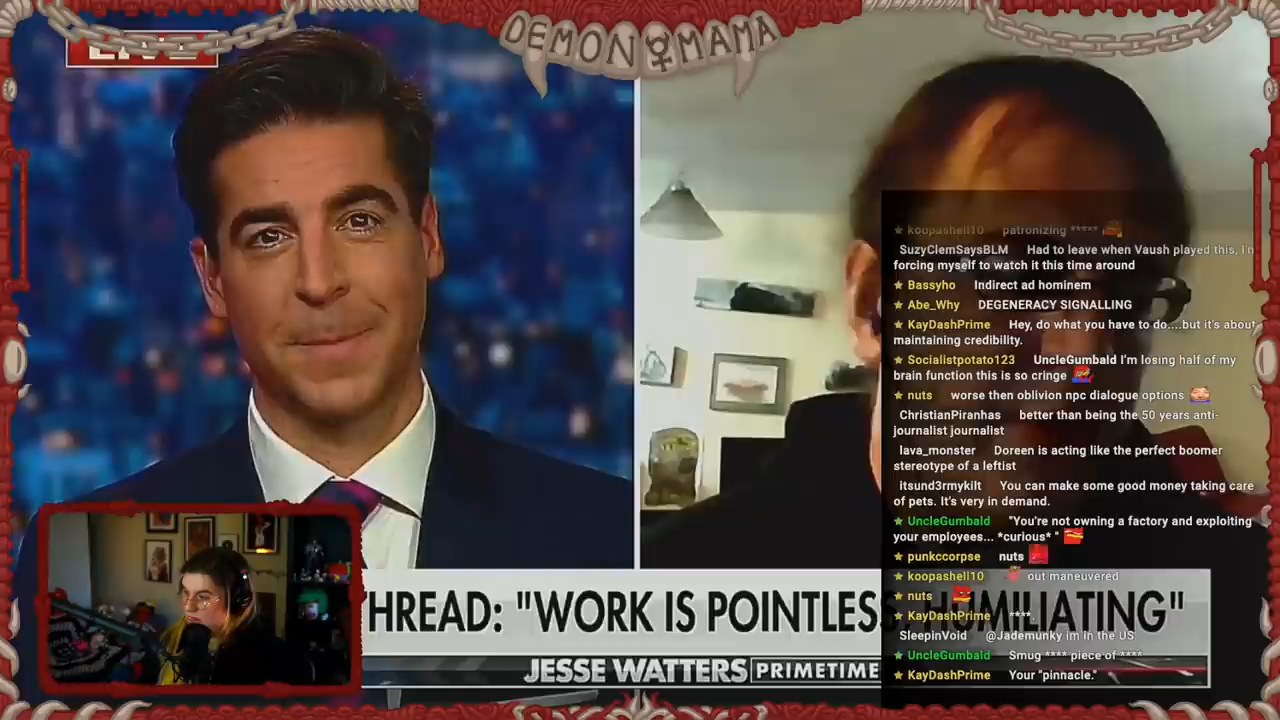 DEMON MAMA
LIVE
koopashell10 patronizing *****
SuzyClemSaysBLM Had to leave when Vaush played this, I'm
forcing myself to watch it this time around
Bassyho Indirect ad hominem
Abe_Why DEGENERACY SIGNALLING
KayDashPrime Hey, do what you have to do....but it's about
maintaining credibility.
Socialistpotato123 UncleGumbald I'm losing half of my
brain function this is so cringe
nuts worse then oblivion npc dialogue options
ChristianPiranhas better than being the 50 years anti-
journalist journalist
lava_monster Doreen is acting like the perfect boomer
stereotype of a leftist
itsund3rmykilt You can make some good money taking care
of pets. It's very in demand.
UncleGumbald "You're not owning a factory and exploiting
your employees... *curious* "
punkccorpse nuts
koopashell10 out maneuvered
nuts
KayDashPrime ****.
SleepinVoid @Jademunky im in the US
UncleGumbald Smug **** piece of ****
KayDashPrime Your "pinnacle."
THREAD: "WORK IS POINTLESS, HUMILIATING"
JESSE WATTERS PRIMETIME